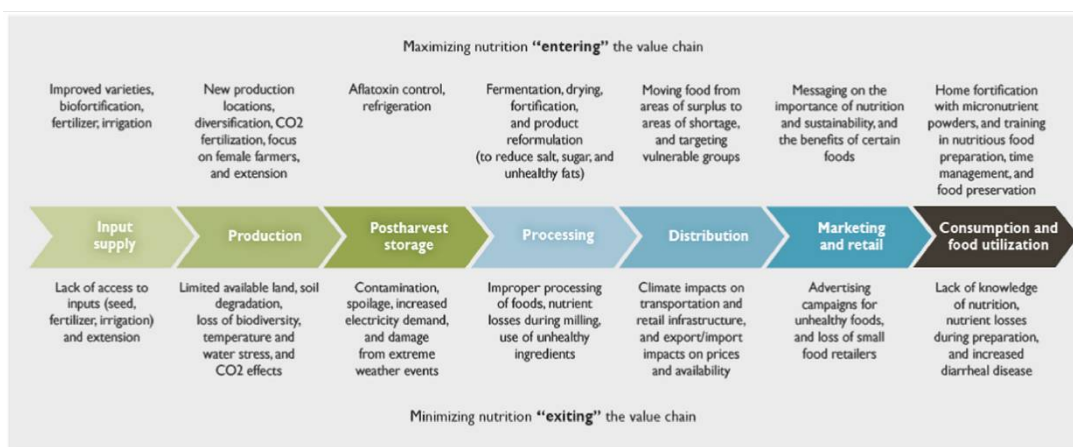 Maximizing nutrition “entering” the value chain
Improved varieties,
biofortification,
fertilizer, irrigation
New production
locations,
diversification, CO2
fertilization, focus
on female farmers,
and extension
Aflatoxin control,
refrigeration
Fermentation, drying,
fortification,
and product
reformulation
(to reduce salt, sugar, and
unhealthy fats)
Moving food from
areas of surplus to
areas of shortage,
and targeting
vulnerable groups
Messaging on the
importance of nutrition
and sustainability, and
the benefits of certain
foods
Home fortification
with micronutrient
powders, and training
in nutritious food
preparation, time
management, and
food preservation
Input
supply
Production
Postharvest
storage
Processing
Distribution
Marketing
and retail
Consumption and
food utilization
Lack of access to
inputs (seed,
fertilizer, irrigation)
and extension
Limited available land, soil
degradation,
loss of biodiversity,
temperature and
water stress, and
CO2 effects
Contamination,
spoilage, increased
electricity demand,
and damage
from extreme
weather events
Improper processing
of foods, nutrient
losses during milling,
use of unhealthy
ingredients
Climate impacts on
transportation and
retail infrastructure,
and export/import
impacts on prices
and availability
Advertising
campaigns for
unhealthy foods,
and loss of small
food retailers
Lack of knowledge
of nutrition,
nutrient losses
during preparation,
and increased
diarrheal disease
Minimizing nutrition “exiting” the value chain